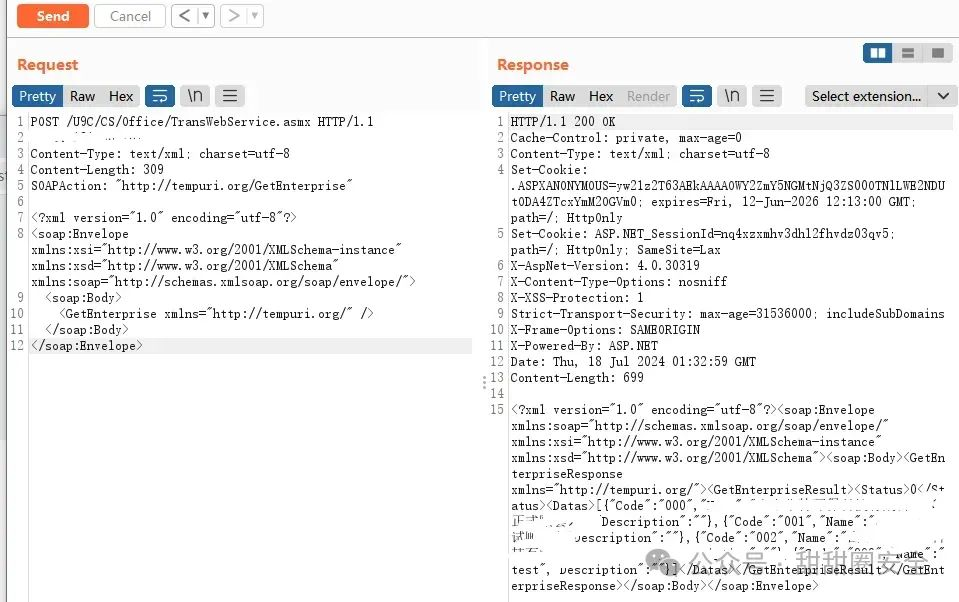 Send
Cancel
<
>
Request
Response
Pretty
Raw
Hex
\n
Pretty
Raw
Hex
Render
\n
Select extension...
1 POST /U9C/CS/Office/TransWebService.asmx HTTP/1.1
2
3 Content-Type: text/xml; charset=utf-8
4 Content-Length: 309
5 SOAPAction: "http://tempuri.org/GetEnterprise"
6
7 <?xml version="1.0" encoding="utf-8"?>
8 <soap:Envelope
xmlns:xsi="http://www.w3.org/2001/XMLSchema-instance"
xmlns:xsd="http://www.w3.org/2001/XMLSchema"
xmlns:soap="http://schemas.xmlsoap.org/soap/envelope/">
9 <soap:Body>
10 <GetEnterprise xmlns="http://tempuri.org/" />
11 </soap:Body>
12 </soap:Envelope>
1 HTTP/1.1 200 OK
2 Cache-Control: private, max-age=0
3 Content-Type: text/xml; charset=utf-8
4 Set-Cookie:
expires=Fri, 12-Jun-2026 12:13:00 GMT;
path=/; HttpOnly
5 Set-Cookie: ASP.NET_SessionId=nq4xzxmhv3dhl2fhvdz03qv5;
path=/; HttpOnly; SameSite=Lax
6 X-AspNet-Version: 4.0.30319
7 X-Content-Type-Options: nosniff
8 X-XSS-Protection: 1
9 Strict-Transport-Security: max-age=31536000; includeSubDomains
10 X-Frame-Options: SAMEORIGIN
11 X-Powered-By: ASP.NET
12 Date: Thu, 18 Jul 2024 01:32:59 GMT
13 Content-Length: 699
14
15 <?xml version="1.0" encoding="utf-8"?><soap:Envelope
xmlns:soap="http://schemas.xmlsoap.org/soap/envelope/"
xmlns:xsi="http://www.w3.org/2001/XMLSchema-instance"
xmlns:xsd="http://www.w3.org/2001/XMLSchema"><soap:Body><GetEn
terpriseResponse
xmlns="http://tempuri.org/"><GetEnterpriseResult><Status>0</St
atus><Datas>[{"Code":"000",
正式 Description":""},{"Code":"001","Name":"
试 Description":""},{"Code":"002","Name":
Name":"
test","Description":""}]</Datas></GetEnterpriseResult></GetEnt
erpriseResponse></soap:Body></soap:Envelope>
公众号 · 甜甜圈安全